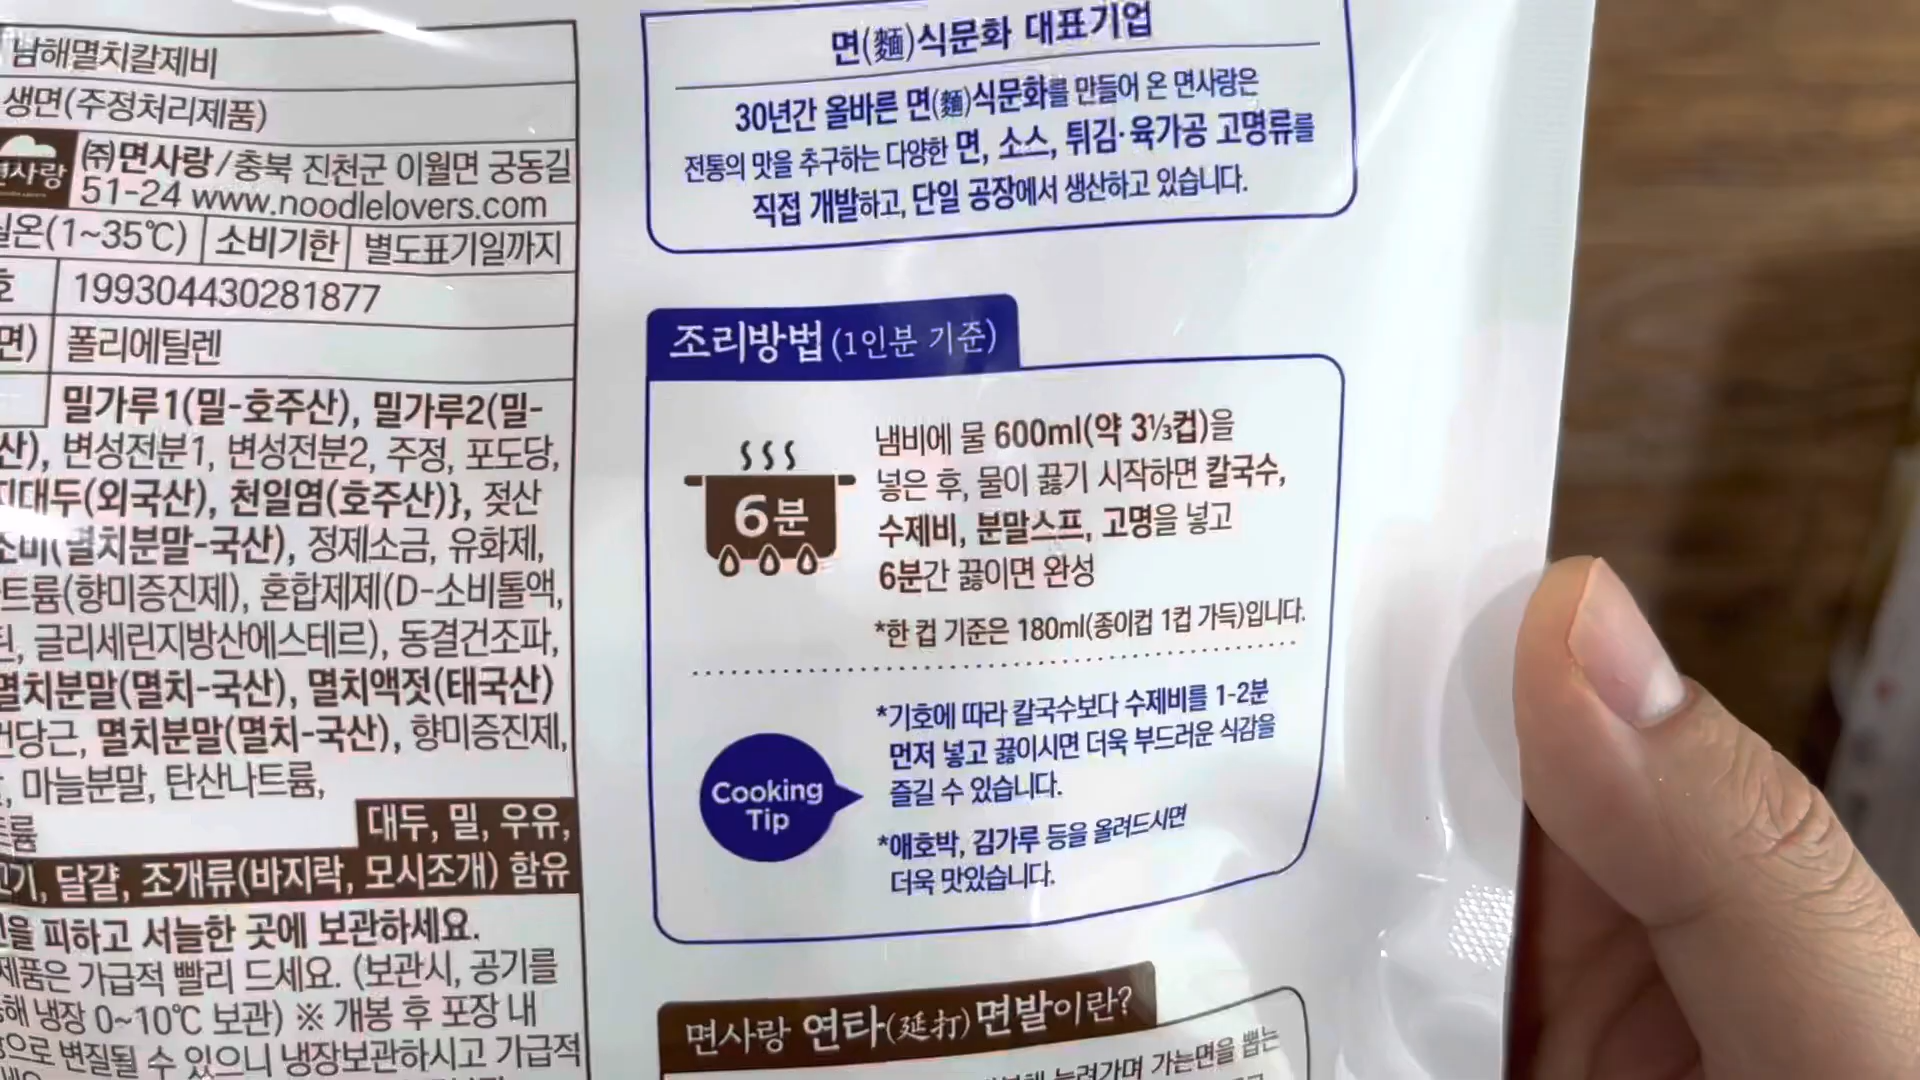 남해멸치칼제비
생면(주정처리제품)
㈜면사랑/충북 진천군 이월면 궁동길
51-24 www.noodlelovers.com
실온(1~35℃) 소비기한 별도표기일까지
호 199304430281877
면) 폴리에틸렌
밀가루1(밀-호주산), 밀가루2(밀-
산), 변성전분1, 변성전분2, 주정, 포도당,
지대두(외국산), 천일염(호주산)}, 젖산
(멸치분말-국산), 정제소금, 유화제,
트륨(향미증진제), 혼합제제(D-소비톨액,
글리세린지방산에스테르), 동결건조파,
멸치분말(멸치-국산), 멸치액젓(태국산)
건당근, 멸치분말(멸치-국산), 향미증진제,
마늘분말, 탄산나트륨,
트륨
대두, 밀, 우유,
고기, 달걀, 조개류(바지락, 모시조개) 함유
을 피하고 서늘한 곳에 보관하세요.
제품은 가급적 빨리 드세요. (보관시, 공기를
해 냉장 0~10℃ 보관) ※ 개봉 후 포장 내
으로 변질될 수 있으니 냉장보관하시고 가급적
면(麵)식문화 대표기업
30년간 올바른 면(麵)식문화를 만들어 온 면사랑은
전통의 맛을 추구하는 다양한 면, 소스, 튀김·육가공 고명류를
직접 개발하고, 단일 공장에서 생산하고 있습니다.
조리방법(1인분 기준)
6분
냄비에 물 600ml(약 3⅓컵)을
넣은 후, 물이 끓기 시작하면 칼국수,
수제비, 분말스프, 고명을 넣고
6분간 끓이면 완성
*한 컵 기준은 180ml(종이컵 1컵 가득)입니다.
Cooking
Tip
*기호에 따라 칼국수보다 수제비를 1-2분
먼저 넣고 끓이시면 더욱 부드러운 식감을
즐길 수 있습니다.
*애호박, 김가루 등을 올려드시면
더욱 맛있습니다.
면사랑 연타(延打)면발이란?
늘려가며 가는면을 뽑는